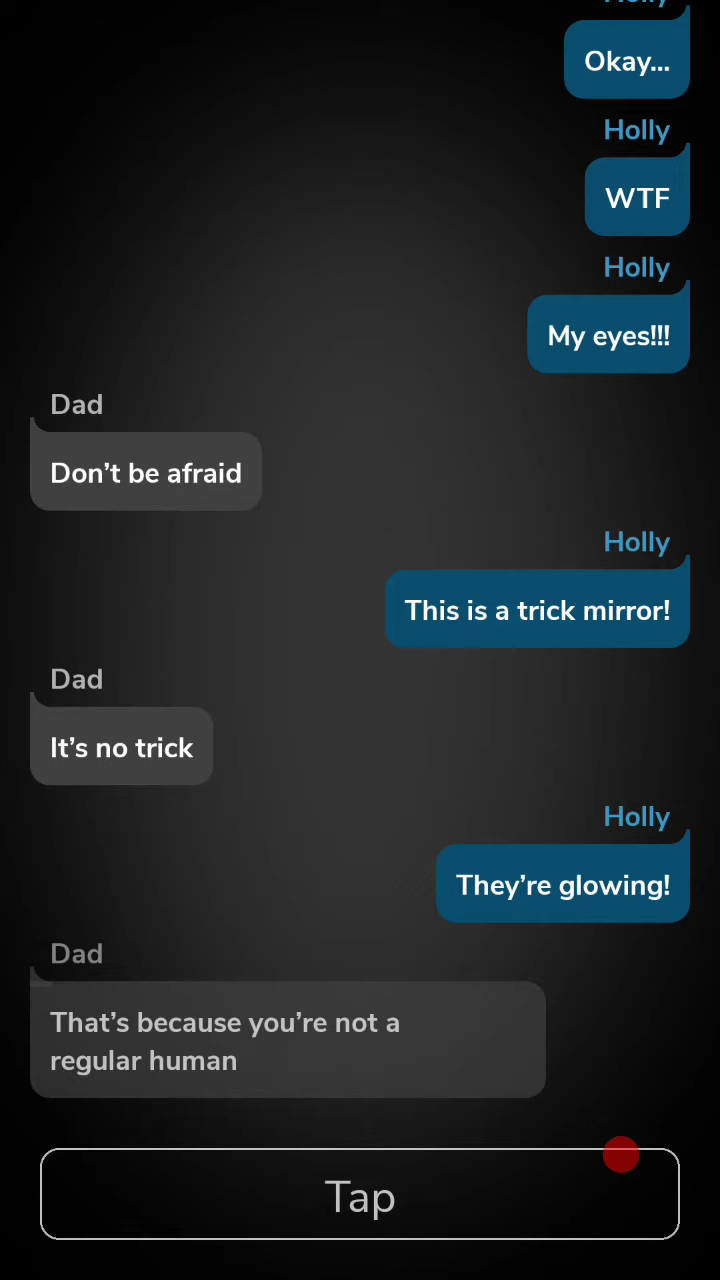 Holly
Okay...
Holly
WTF
Holly
My eyes!!!
Dad
Don’t be afraid
Holly
This is a trick mirror!
Dad
It’s no trick
Holly
They’re glowing!
Dad
That’s because you’re not a
regular human
Tap